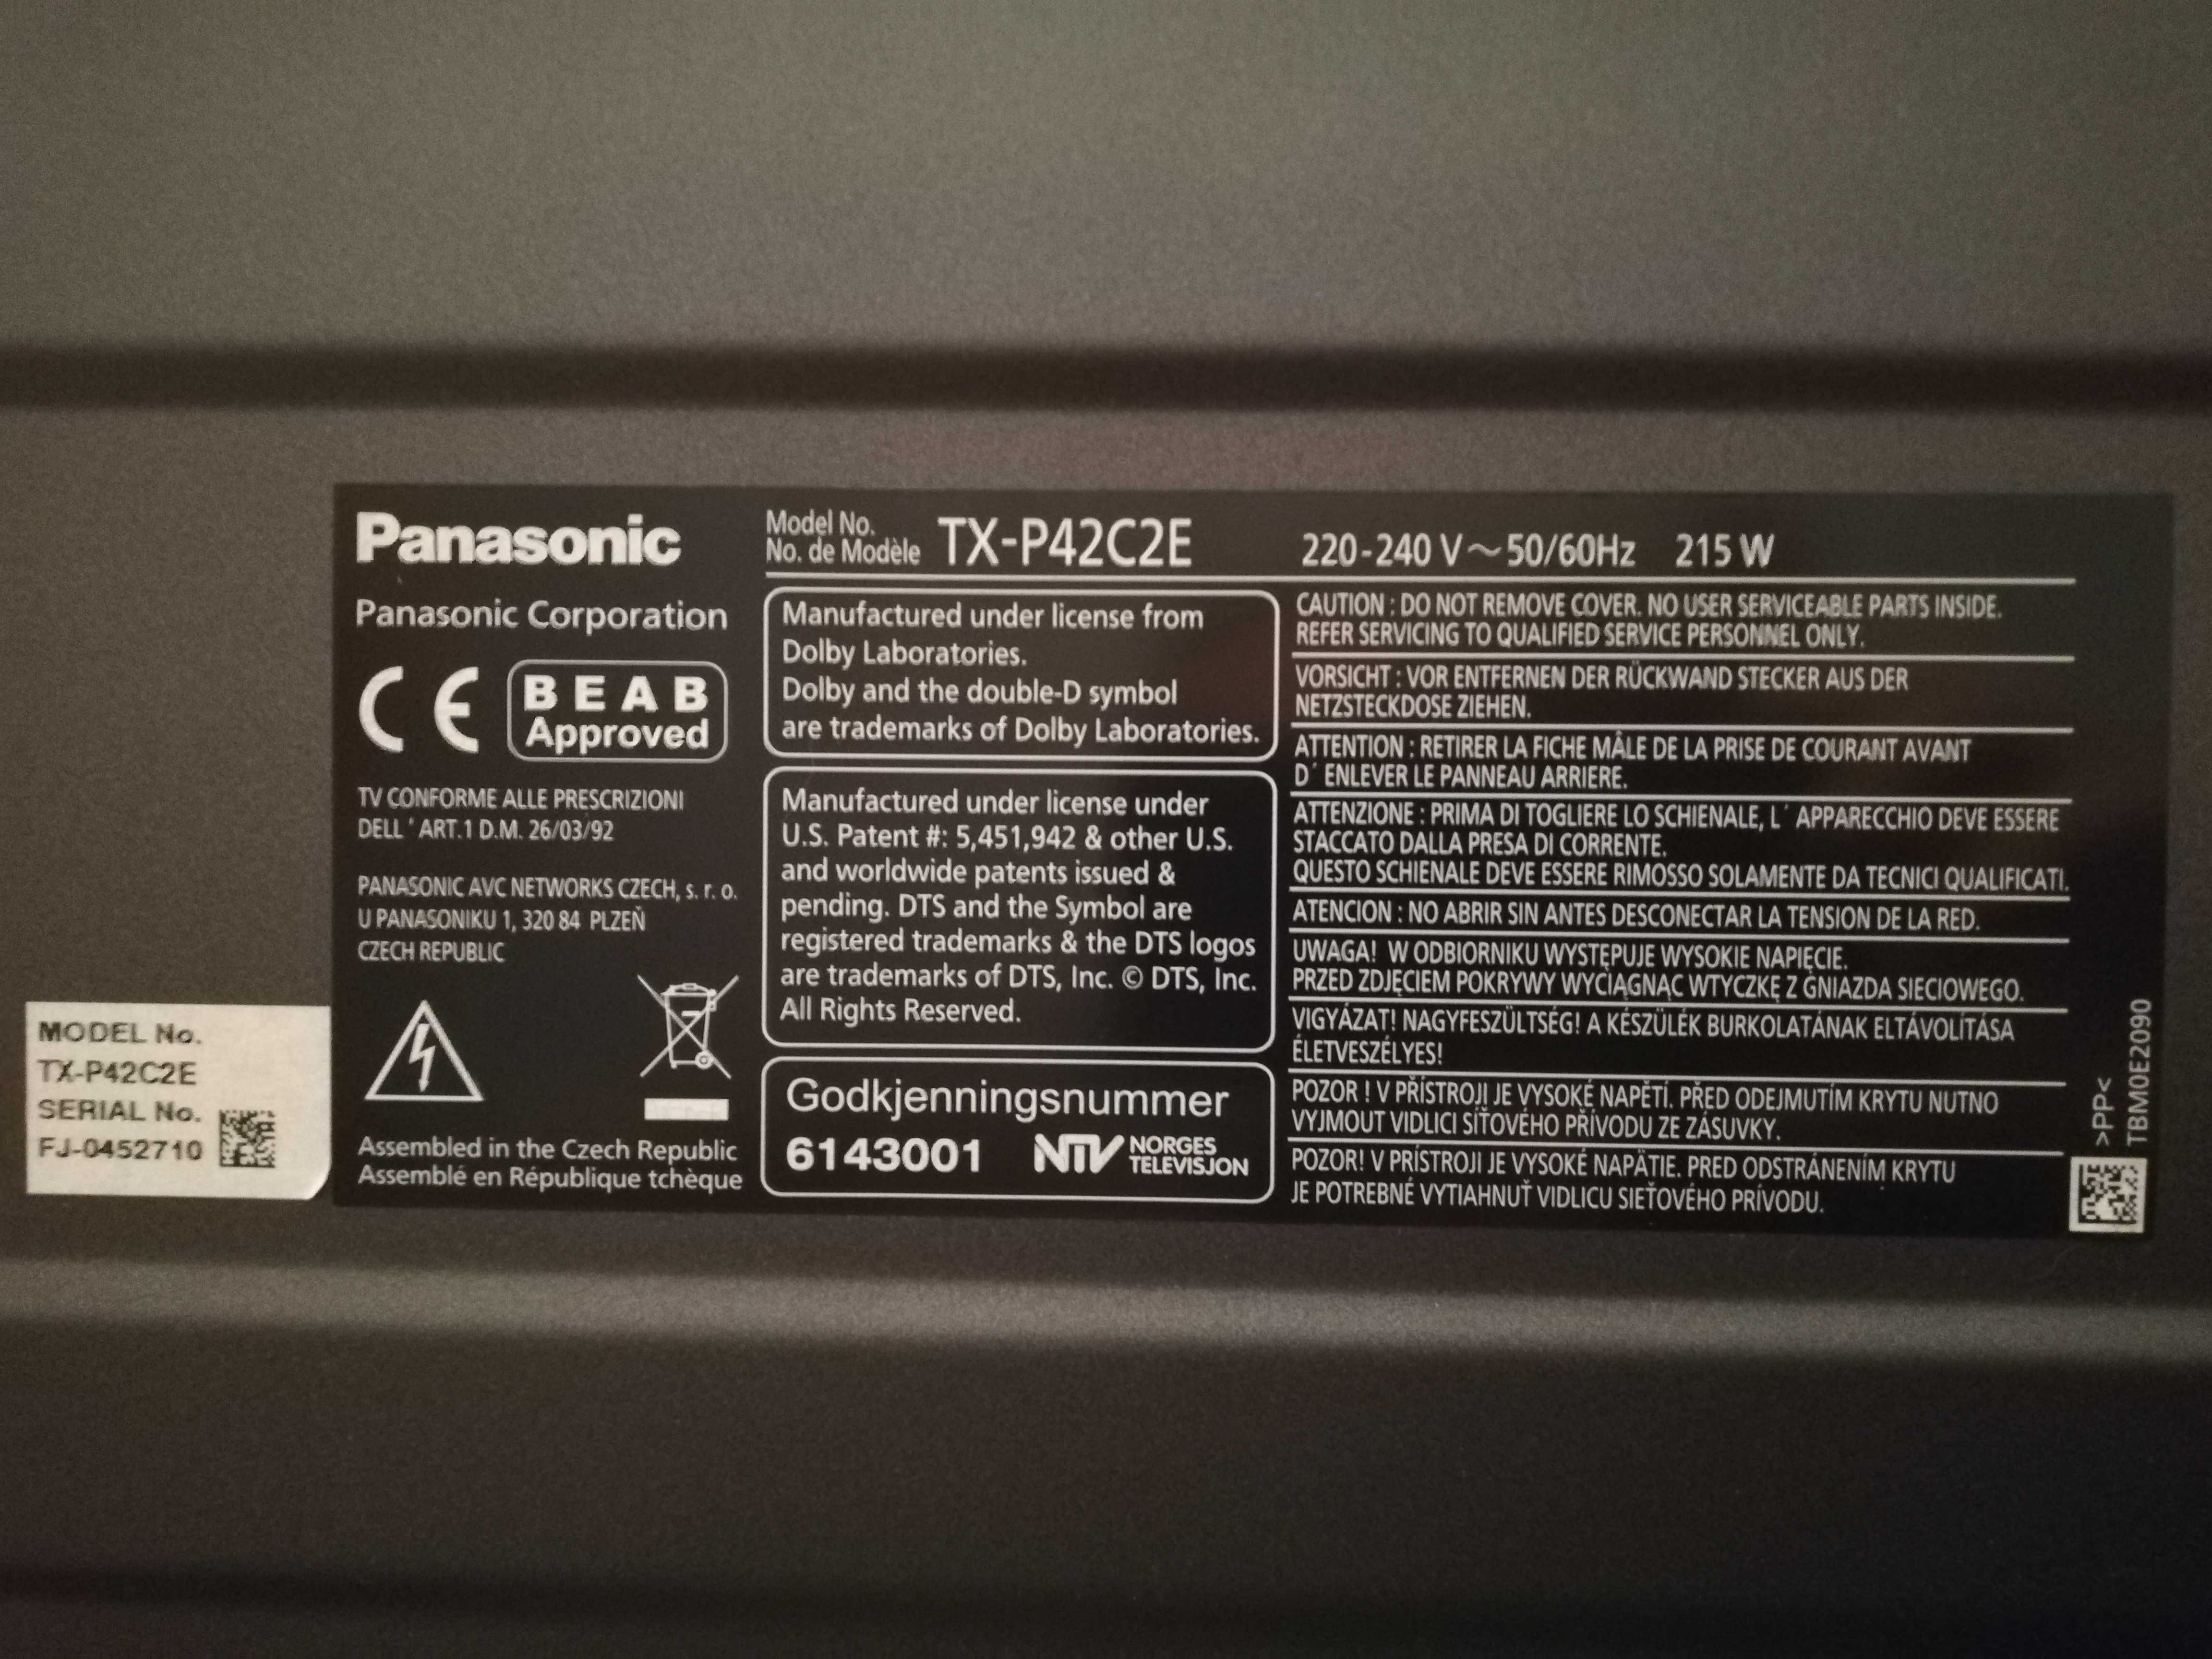 Panasonic
Panasonic Corporation
CE
BEAB
Approved
TV CONFORME ALLE PRESCRIZIONI
DELL´ ART.1 D.M. 26/03/92
PANASONIC AVC NETWORKS CZECH, s. r. o.
U PANASONIKU 1, 320 84 PLZEŇ
CZECH REPUBLIC
Assembled in the Czech Republic
Assemblé en République tchèque
MODEL No.
TX-P42C2E
SERIAL No.
FJ-0452710
Model No.
No. de Modèle
TX-P42C2E
220-240 V～50/60Hz 215 W
Manufactured under license from
Dolby Laboratories.
Dolby and the double-D symbol
are trademarks of Dolby Laboratories.
Manufactured under license under
U.S. Patent #: 5,451,942 & other U.S.
and worldwide patents issued &
pending. DTS and the Symbol are
registered trademarks & the DTS logos
are trademarks of DTS, Inc. © DTS, Inc.
All Rights Reserved.
Godkjenningsnummer
6143001
NTV NORGES
TELEVISJON
CAUTION : DO NOT REMOVE COVER. NO USER SERVICEABLE PARTS INSIDE.
REFER SERVICING TO QUALIFIED SERVICE PERSONNEL ONLY.
VORSICHT : VOR ENTFERNEN DER RÜCKWAND STECKER AUS DER
NETZSTECKDOSE ZIEHEN.
ATTENTION : RETIRER LA FICHE MÂLE DE LA PRISE DE COURANT AVANT
D´ ENLEVER LE PANNEAU ARRIERE.
ATTENZIONE : PRIMA DI TOGLIERE LO SCHIENALE, L´ APPARECCHIO DEVE ESSERE
STACCATO DALLA PRESA DI CORRENTE.
QUESTO SCHIENALE DEVE ESSERE RIMOSSO SOLAMENTE DA TECNICI QUALIFICATI.
ATENCION : NO ABRIR SIN ANTES DESCONECTAR LA TENSION DE LA RED.
UWAGA! W ODBIORNIKU WYSTĘPUJE WYSOKIE NAPIĘCIE.
PRZED ZDJĘCIEM POKRYWY WYCIĄGNĄC WTYCZKĘ Z GNIAZDA SIECIOWEGO.
VIGYÁZAT! NAGYFESZÜLTSÉG! A KÉSZÜLÉK BURKOLATÁNAK ELTÁVOLÍTÁSA
ÉLETVESZÉLYES!
POZOR ! V PŘÍSTROJI JE VYSOKÉ NAPĚTÍ. PŘED ODEJMUTÍM KRYTU NUTNO
VYJMOUT VIDLICI SÍŤOVÉHO PŘÍVODU ZE ZÁSUVKY.
POZOR! V PRÍSTROJI JE VYSOKÉ NAPÄTIE. PRED ODSTRÁNENÍM KRYTU
JE POTREBNÉ VYTIAHNUŤ VIDLICU SIEŤOVÉHO PRÍVODU.
>PP<
TBM0E2090